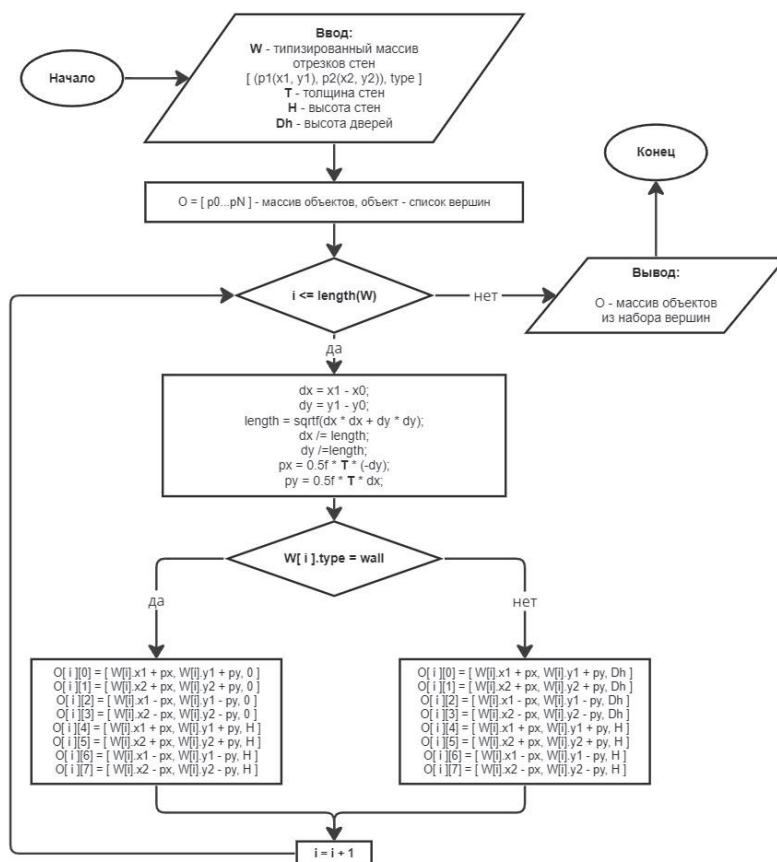 Начало
Ввод:
W - типизированный массив
отрезков стен
[ (p1(x1, y1), p2(x2, y2)), type ]
T - толщина стен
H - высота стен
Dh - высота дверей
Конец
O = [ p0...pN ] - массив объектов, объект - список вершин
i <= length(W)
нет
Вывод:
O - массив объектов
из набора вершин
да
dx = x1 - x0;
dy = y1 - y0;
length = sqrtf(dx * dx + dy * dy);
dx /= length;
dy /=length;
px = 0.5f * T * (-dy);
py = 0.5f * T * dx;
W[ i ].type = wall
да
нет
O[ i ][0] = [ W[i].x1 + px, W[i].y1 + py, 0 ]
O[ i ][1] = [ W[i].x2 + px, W[i].y2 + py, 0 ]
O[ i ][2] = [ W[i].x1 - px, W[i].y1 - py, 0 ]
O[ i ][3] = [ W[i].x2 - px, W[i].y2 - py, 0 ]
O[ i ][4] = [ W[i].x1 + px, W[i].y1 + py, H ]
O[ i ][5] = [ W[i].x2 + px, W[i].y2 + py, H ]
O[ i ][6] = [ W[i].x1 - px, W[i].y1 - py, H ]
O[ i ][7] = [ W[i].x2 - px, W[i].y2 - py, H ]
O[ i ][0] = [ W[i].x1 + px, W[i].y1 + py, Dh ]
O[ i ][1] = [ W[i].x2 + px, W[i].y2 + py, Dh ]
O[ i ][2] = [ W[i].x1 - px, W[i].y1 - py, Dh ]
O[ i ][3] = [ W[i].x2 - px, W[i].y2 - py, Dh ]
O[ i ][4] = [ W[i].x1 + px, W[i].y1 + py, H ]
O[ i ][5] = [ W[i].x2 + px, W[i].y2 + py, H ]
O[ i ][6] = [ W[i].x1 - px, W[i].y1 - py, H ]
O[ i ][7] = [ W[i].x2 - px, W[i].y2 - py, H ]
i = i + 1